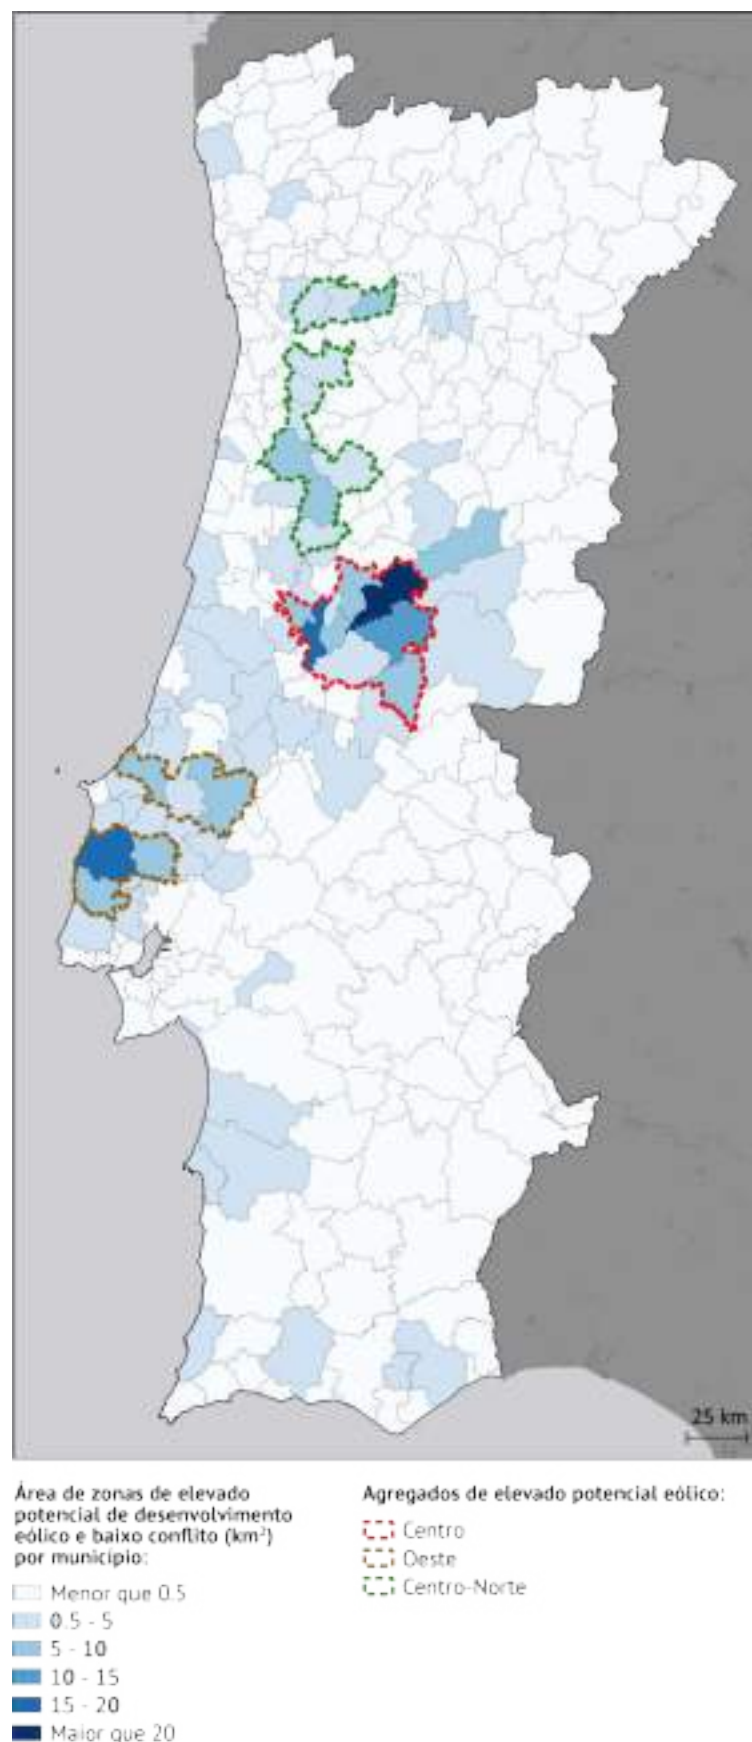 25 km
Área de zonas de elevado
potencial de desenvolvimento
eólico e baixo conflito (km²)
por município:
Menor que 0.5
0.5 - 5
5 - 10
10 - 15
15 - 20
Maior que 20
Agregados de elevado potencial eólico:
Centro
Oeste
Centro-Norte